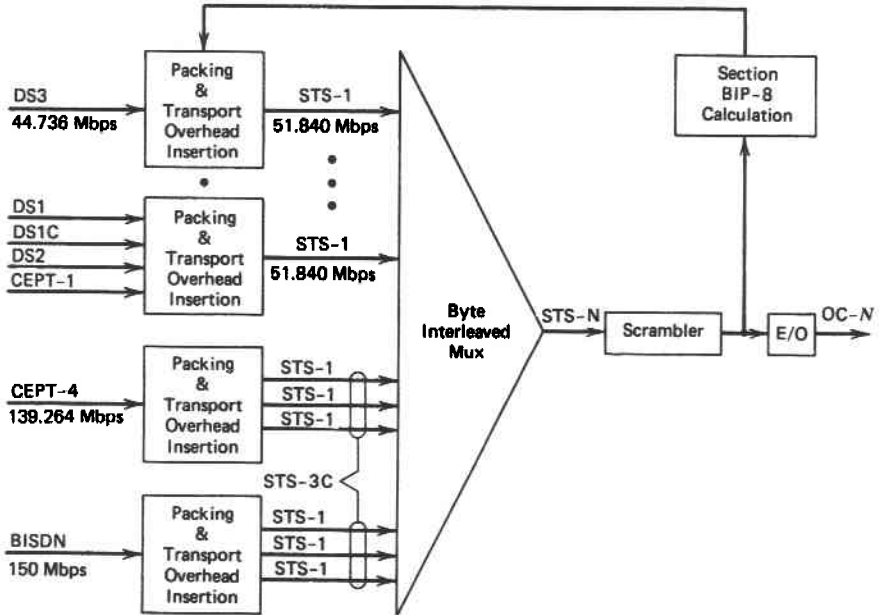 Packing
&
Transport
Overhead
Insertion
DS3
44.736 Mbps
STS-1
51.840 Mbps
Section
BIP-8
Calculation
DS1
DS1C
DS2
CEPT-1
Packing
&
Transport
Overhead
Insertion
STS-1
51.840 Mbps
Byte
Interleaved
Mux
STS-N
Scrambler
E/O
OC-N
CEPT-4
139.264 Mbps
Packing
&
Transport
Overhead
Insertion
STS-1
STS-1
STS-1
STS-3C
BISDN
150 Mbps
Packing
&
Transport
Overhead
Insertion
STS-1
STS-1
STS-1